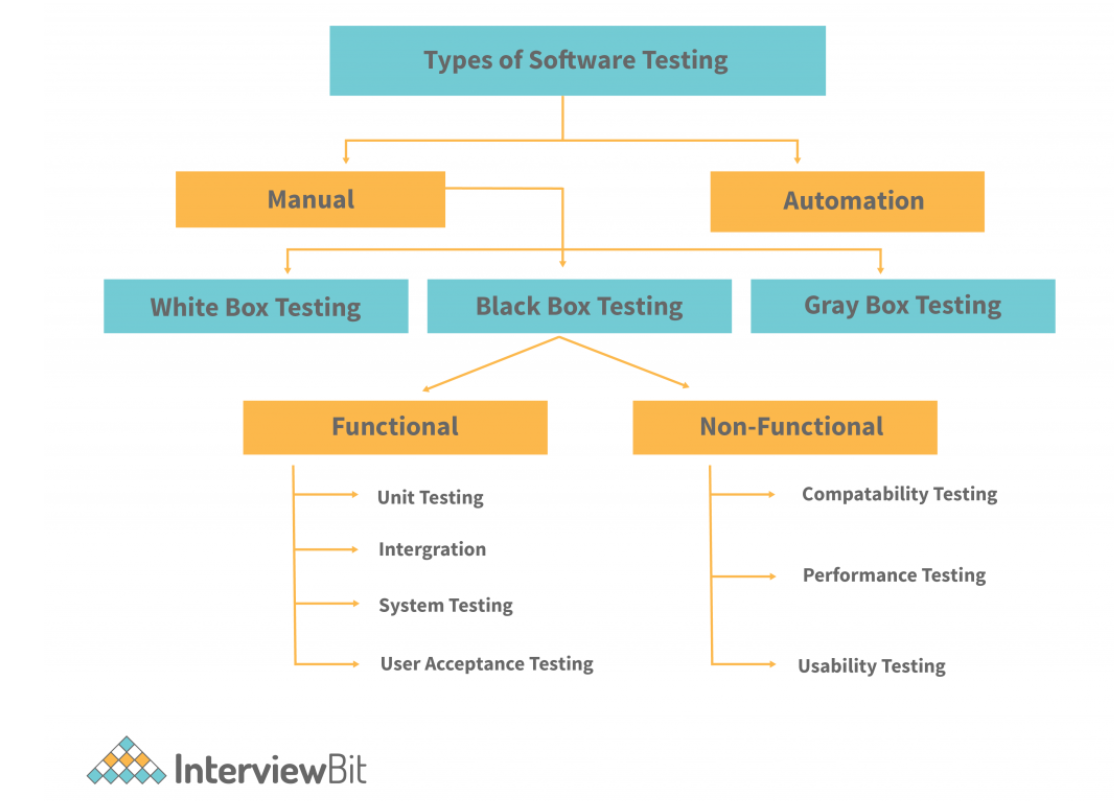 Types of Software Testing
Manual
Automation
White Box Testing
Black Box Testing
Gray Box Testing
Functional
Non-Functional
Unit Testing
Intergration
System Testing
User Acceptance Testing
Compatability Testing
Performance Testing
Usability Testing
InterviewBit